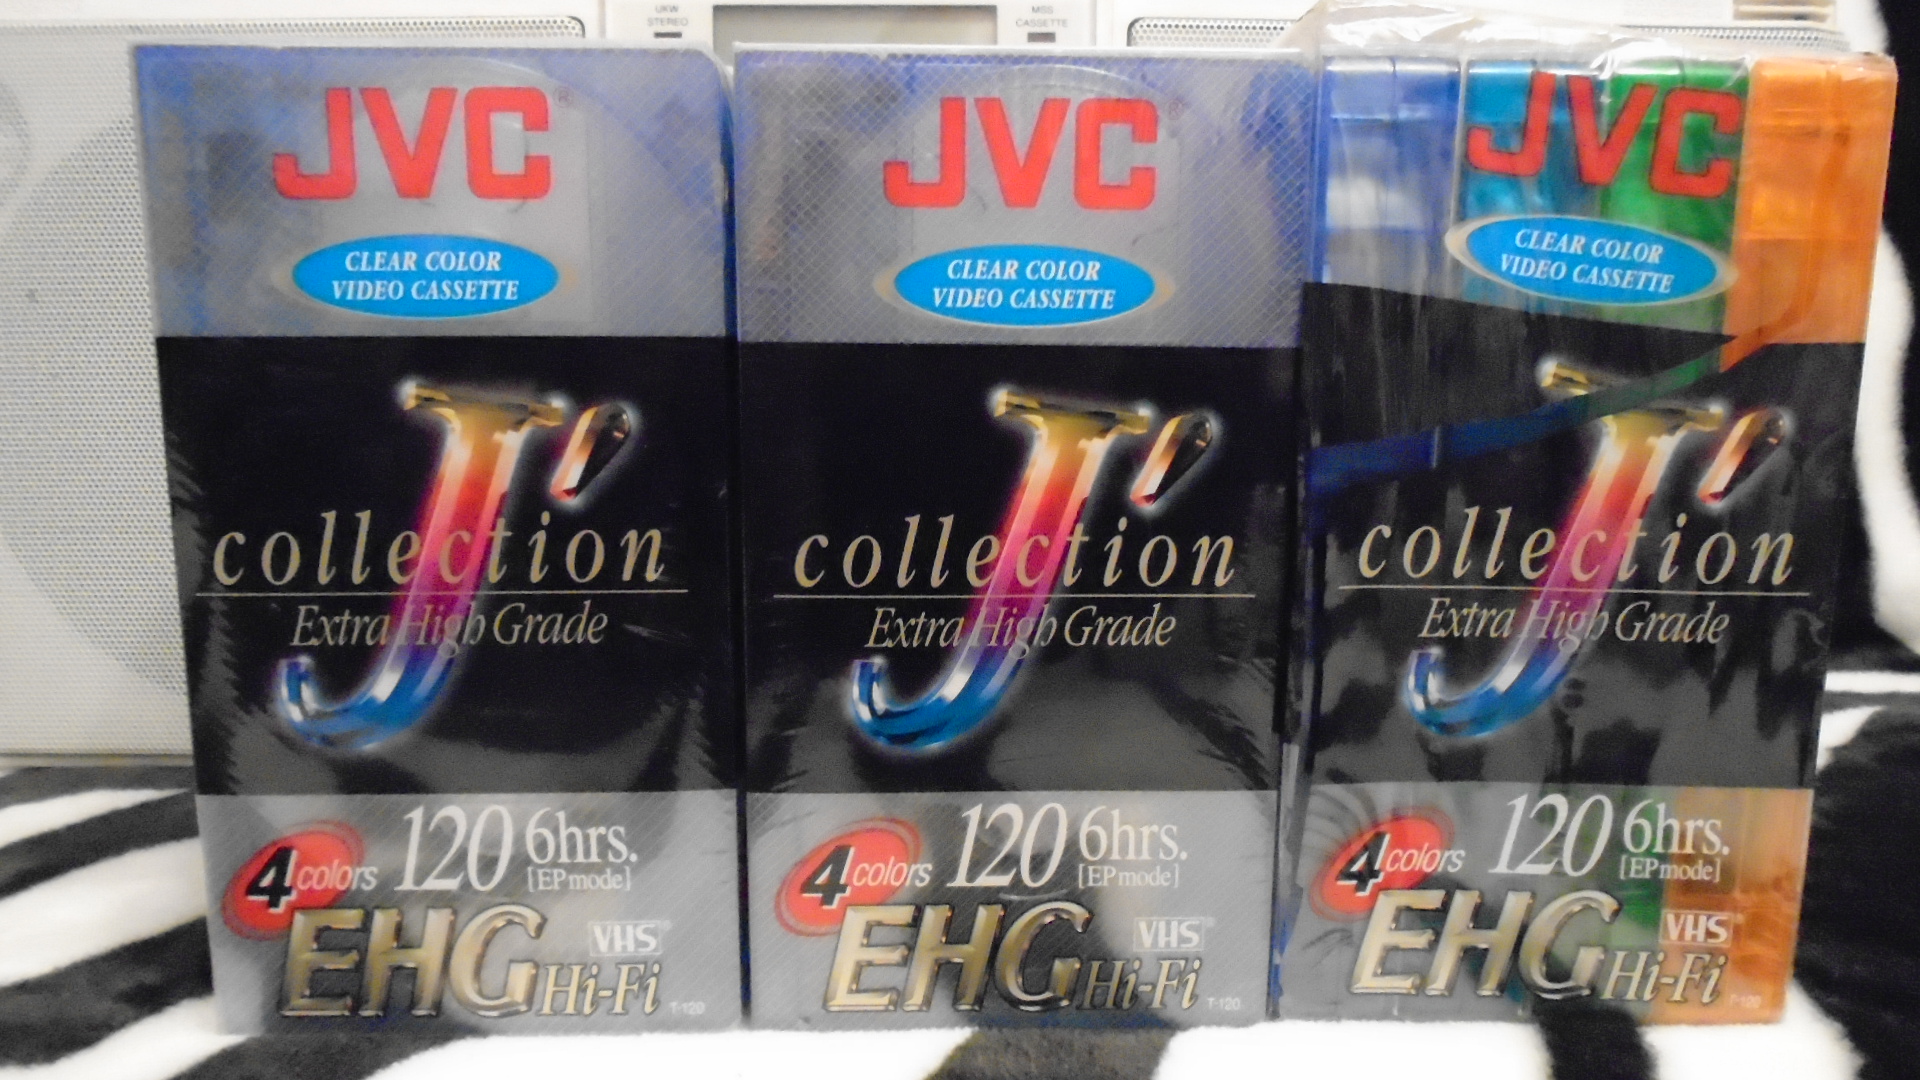 UKW
STEREO
MSS
CASSETTE
JVC®
CLEAR COLOR
VIDEO CASSETTE
J'
collection
Extra High Grade
4 colors
120
6hrs.
[EP mode]
EHG
VHS
Hi-Fi
T-120
JVC®
CLEAR COLOR
VIDEO CASSETTE
J'
collection
Extra High Grade
4 colors
120
6hrs.
[EP mode]
EHG
VHS
Hi-Fi
T-120
JVC
CLEAR COLOR
VIDEO CASSETTE
J'
collection
Extra High Grade
4 colors
120
6hrs.
[EP mode]
EHG
VHS
Hi-Fi
T-120